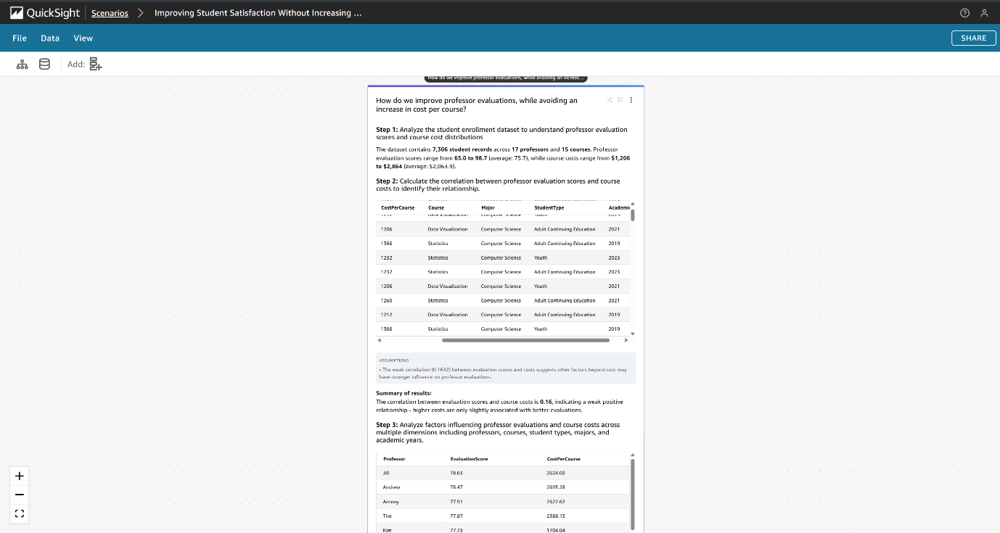 QuickSight Scenarios Improving Student Satisfaction Without Increasing ...
File Data View SHARE
Add:
How do we improve professor evaluations, while avoiding an increas...
How do we improve professor evaluations, while avoiding an
increase in cost per course?
Step 1: Analyze the student enrollment dataset to understand professor evaluation
scores and course cost distributions
The dataset contains 7,306 student records across 17 professors and 15 courses. Professor
evaluation scores range from 65.0 to 98.7 (average: 75.7), while course costs range from $1,206
to $2,864 (average: $2,063.9).
Step 2: Calculate the correlation between professor evaluation scores and course
costs to identify their relationship.
CostPerCourse Course Major StudentType Academi
1212 Data Visualization Computer Science Youth 2019
1206 Data Visualization Computer Science Adult Continuing Education 2021
1366 Statistics Computer Science Adult Continuing Education 2019
1232 Statistics Computer Science Youth 2023
1232 Statistics Computer Science Adult Continuing Education 2023
1206 Data Visualization Computer Science Youth 2021
1260 Statistics Computer Science Adult Continuing Education 2021
1212 Data Visualization Computer Science Adult Continuing Education 2019
1366 Statistics Computer Science Youth 2019
ASSUMPTIONS
• The weak correlation (0.1642) between evaluation scores and costs suggests other factors beyond cost may
have stronger influence on professor evaluations.
Summary of results:
The correlation between evaluation scores and course costs is 0.16, indicating a weak positive
relationship - higher costs are only slightly associated with better evaluations.
Step 3: Analyze factors influencing professor evaluations and course costs across
multiple dimensions including professors, courses, student types, majors, and
academic years.
Professor EvaluationScore CostPerCourse
Jill 78.63 2624.03
Andrew 78.47 2695.28
Antony 77.91 2622.62
Tim 77.87 2388.13
Kim 77.73 1704.04